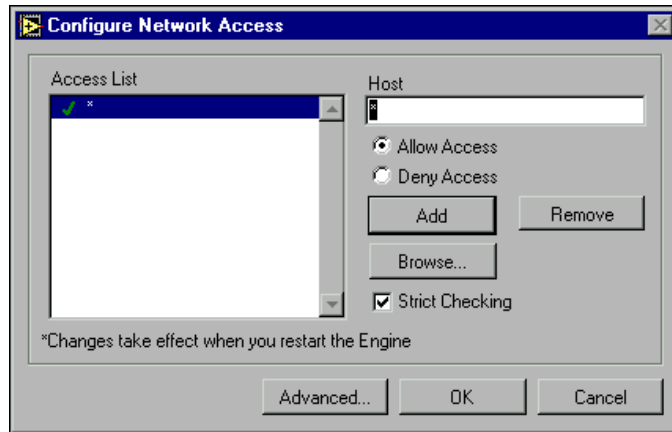 Configure Network Access
Access List
*
Host
*
Allow Access
Deny Access
Add
Remove
Browse...
Strict Checking
*Changes take effect when you restart the Engine
Advanced...
OK
Cancel